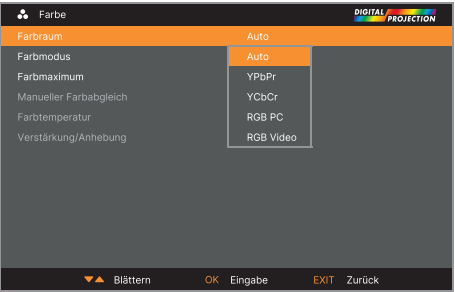 Farbe
DIGITAL PROJECTION
Farbraum Auto
Farbmodus Auto
Farbmaximum YPbPr
Manueller Farbabgleich YCbCr
Farbtemperatur RGB PC
Verstärkung/Anhebung RGB Video
▼▲ Blättern OK Eingabe EXIT Zurück